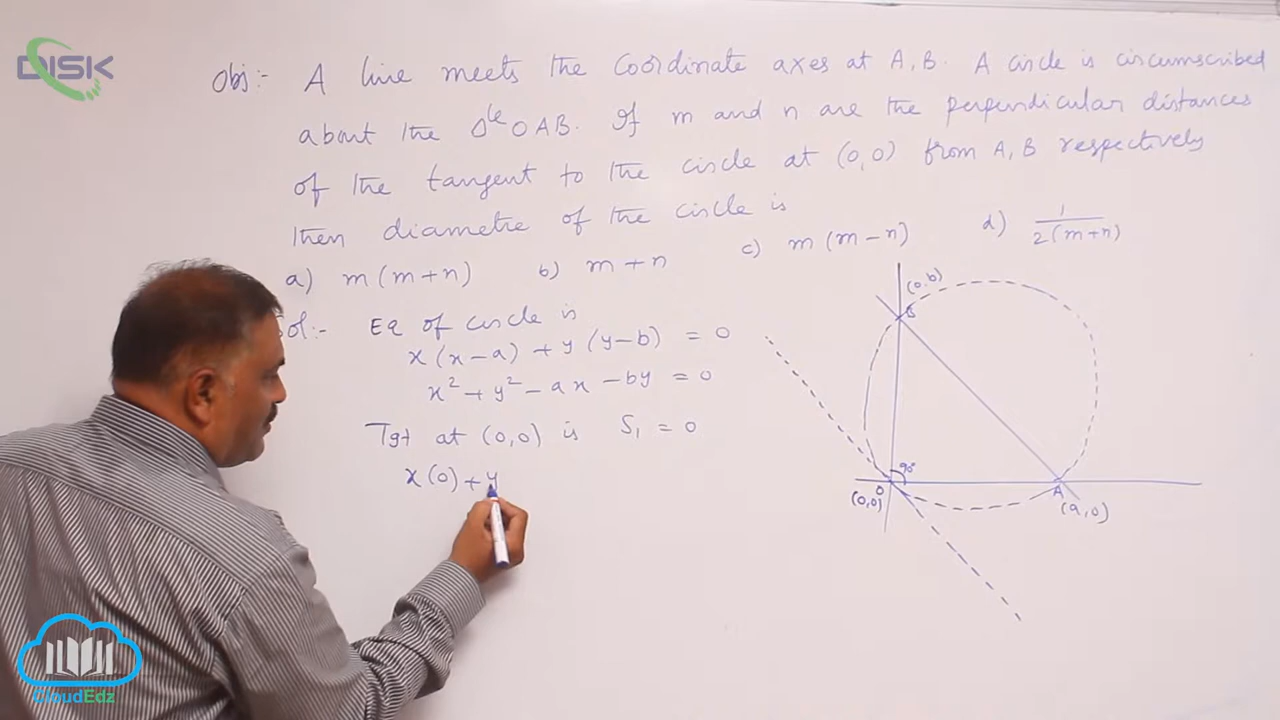 DISK
Obj:- A line meets the coordinate axes at A, B. A circle is circumscribed
about the Δle OAB. If m and n are the perpendicular distances
of the tangent to the circle at (0,0) from A, B respectively
then diametre of the circle is
a) m(m+n) b) m+n c) m(m-n) d) 1/2(m+n)
Sol:- Eq of circle is
x(x-a) + y(y-b) = 0
x² + y² - ax - by = 0
Tgt at (0,0) is S₁ = 0
x(0) + y
(0,b)
B
90°
O
(0,0)
A
(a,0)
CloudEdz